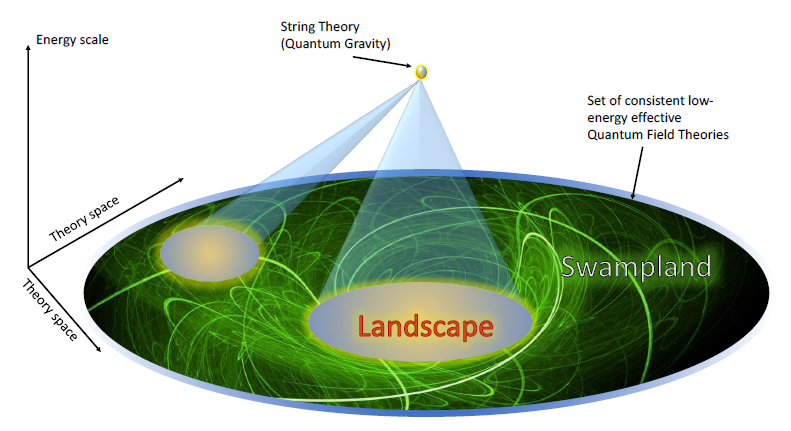 String Theory
(Quantum Gravity)
Energy scale
Set of consistent low-
energy effective
Quantum Field Theories
Theory space
Swampland
Theory space
Landscape